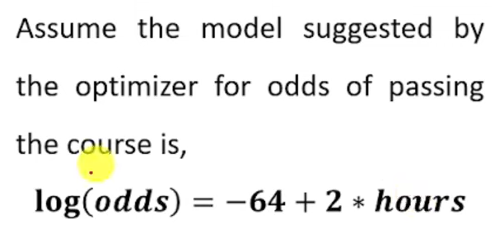 Assume the model suggested by
the optimizer for odds of passing
the course is,
log(odds) = −64 + 2 * hours